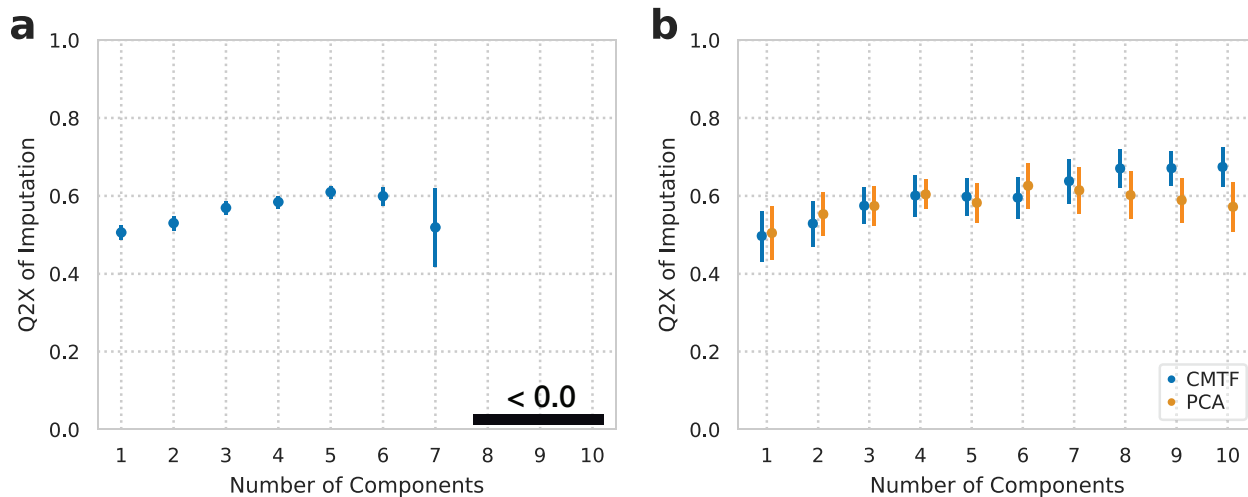 a
1.0
0.8
0.6
0.4
0.2
0.0
Q2X of Imputation
< 0.0
1 2 3 4 5 6 7 8 9 10
Number of Components
b
1.0
0.8
0.6
0.4
0.2
0.0
Q2X of Imputation
CMTF
PCA
1 2 3 4 5 6 7 8 9 10
Number of Components